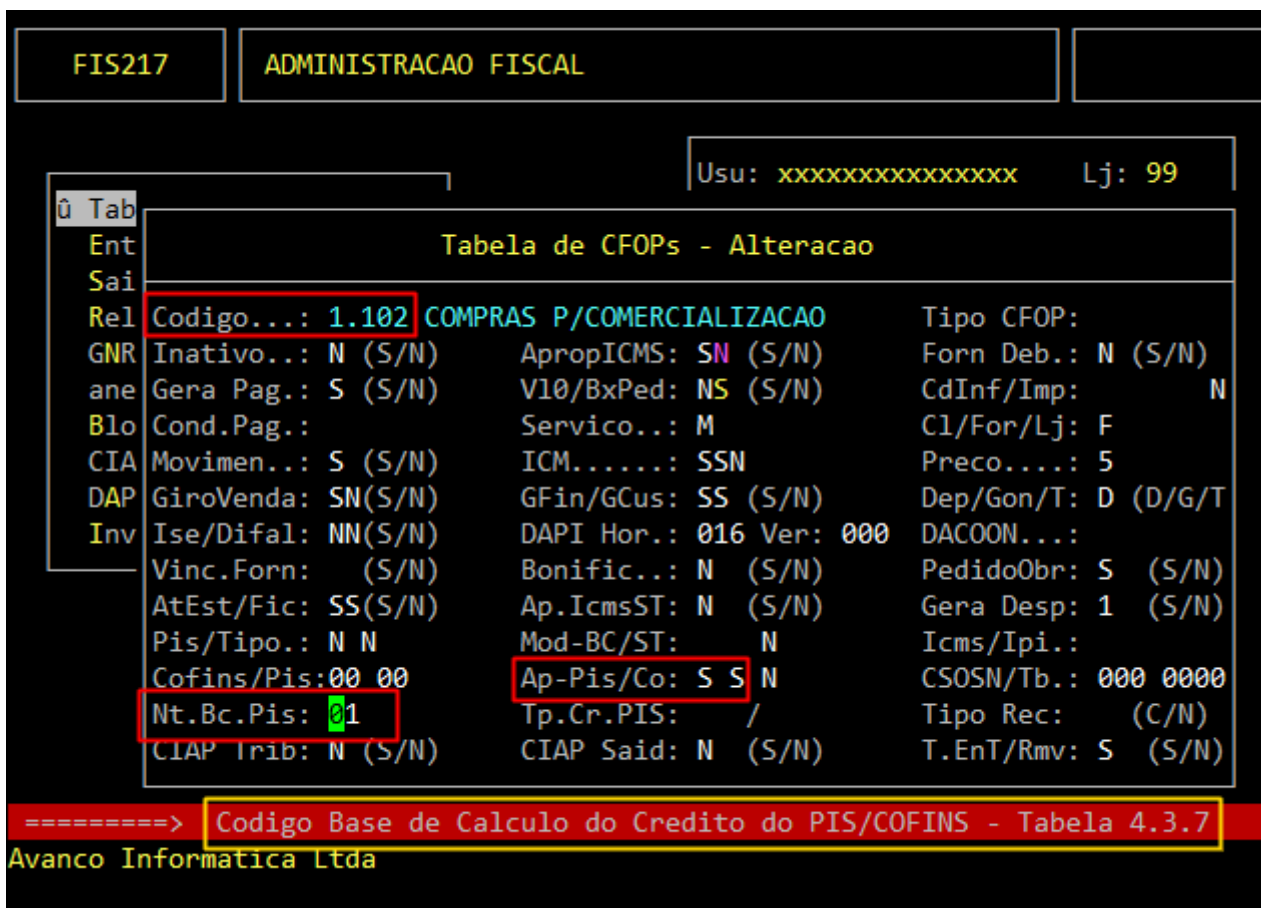 FIS217 ADMINISTRACAO FISCAL
Usu: xxxxxxxxxxxxxxx Lj: 99
û Tab
Ent Tabela de CFOPs - Alteracao
Sai
Rel Codigo...: 1.102 COMPRAS P/COMERCIALIZACAO Tipo CFOP:
GNR Inativo..: N (S/N) ApropICMS: SN (S/N) Forn Deb.: N (S/N)
ane Gera Pag.: S (S/N) Vl0/BxPed: NS (S/N) CdInf/Imp: N
Blo Cond.Pag.: Servico..: M Cl/For/Lj: F
CIA Movimen..: S (S/N) ICM......: SSN Preco....: 5
DAP GiroVenda: SN(S/N) GFin/GCus: SS (S/N) Dep/Gon/T: D (D/G/T
Inv Ise/Difal: NN(S/N) DAPI Hor.: 016 Ver: 000 DACOON...:
Vinc.Forn: (S/N) Bonific..: N (S/N) PedidoObr: S (S/N)
AtEst/Fic: SS(S/N) Ap.IcmsST: N (S/N) Gera Desp: 1 (S/N)
Pis/Tipo.: N N Mod-BC/ST: N Icms/Ipi.:
Cofins/Pis:00 00 Ap-Pis/Co: S S N CSOSN/Tb.: 000 0000
Nt.Bc.Pis: 01 Tp.Cr.PIS: / Tipo Rec: (C/N)
CIAP Trib: N (S/N) CIAP Said: N (S/N) T.EnT/Rmv: S (S/N)
=========> Codigo Base de Calculo do Credito do PIS/COFINS - Tabela 4.3.7
Avanco Informatica Ltda